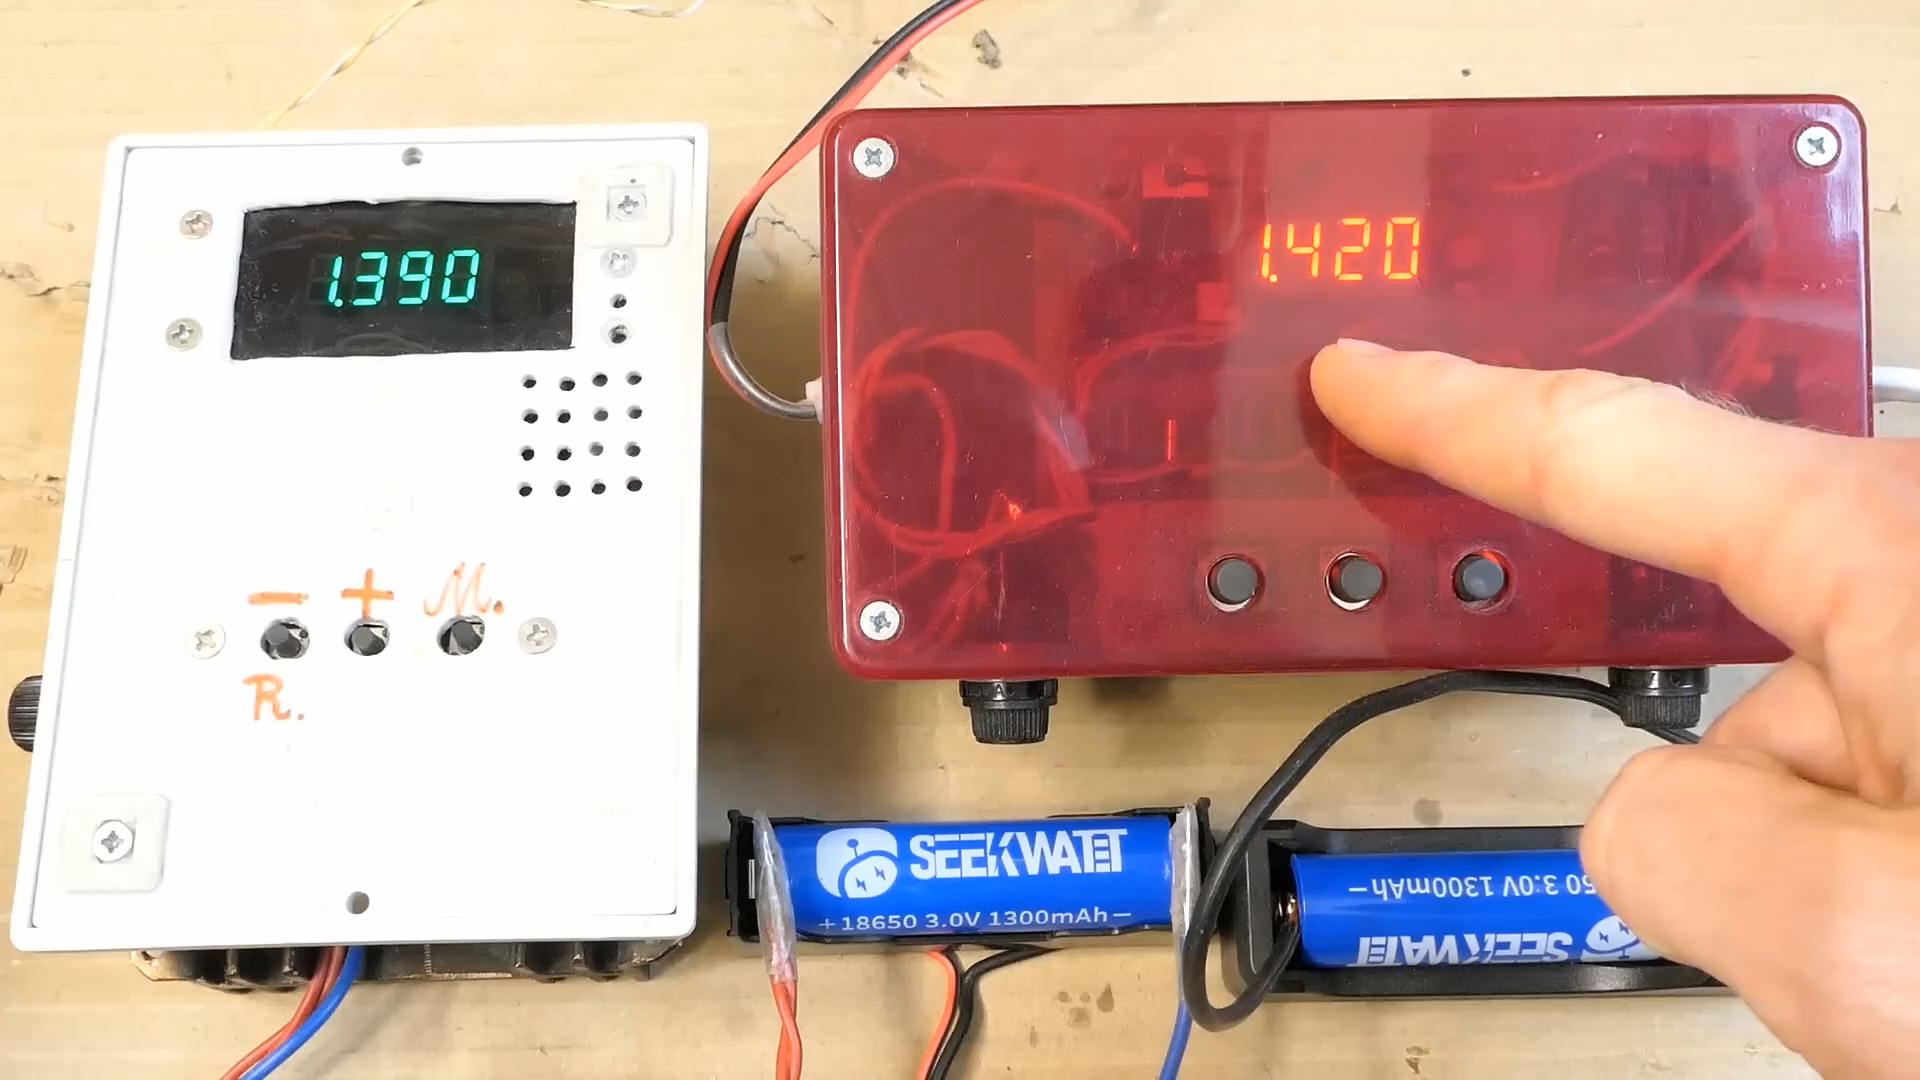 1.390
1.420
− + M.
R.
SEEKWATT
+ 18650 3.0V 1300mAh −
50 3.0V 1300mAh −
SEEKWATT